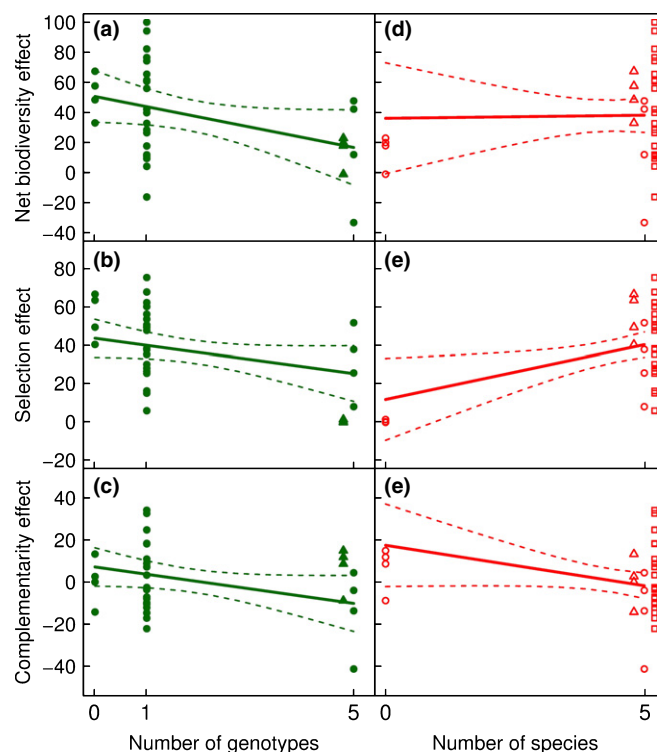 (a)
(d)
Net biodiversity effect
100
80
60
40
20
0
−20
−40
(b)
(e)
Selection effect
80
60
40
20
0
−20
(c)
(e)
Complementarity effect
40
20
0
−20
−40
0 1 5
0 5
Number of genotypes
Number of species